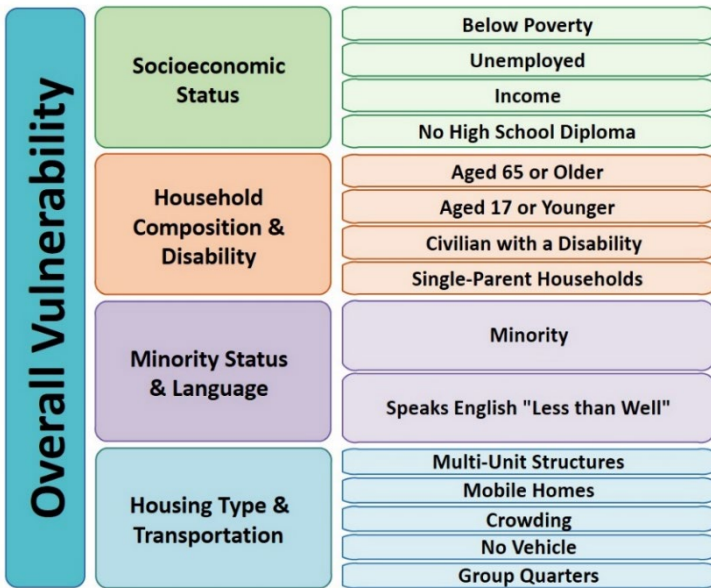 Overall Vulnerability
Socioeconomic
Status
Below Poverty
Unemployed
Income
No High School Diploma
Household
Composition &
Disability
Aged 65 or Older
Aged 17 or Younger
Civilian with a Disability
Single-Parent Households
Minority Status
& Language
Minority
Speaks English "Less than Well"
Housing Type &
Transportation
Multi-Unit Structures
Mobile Homes
Crowding
No Vehicle
Group Quarters